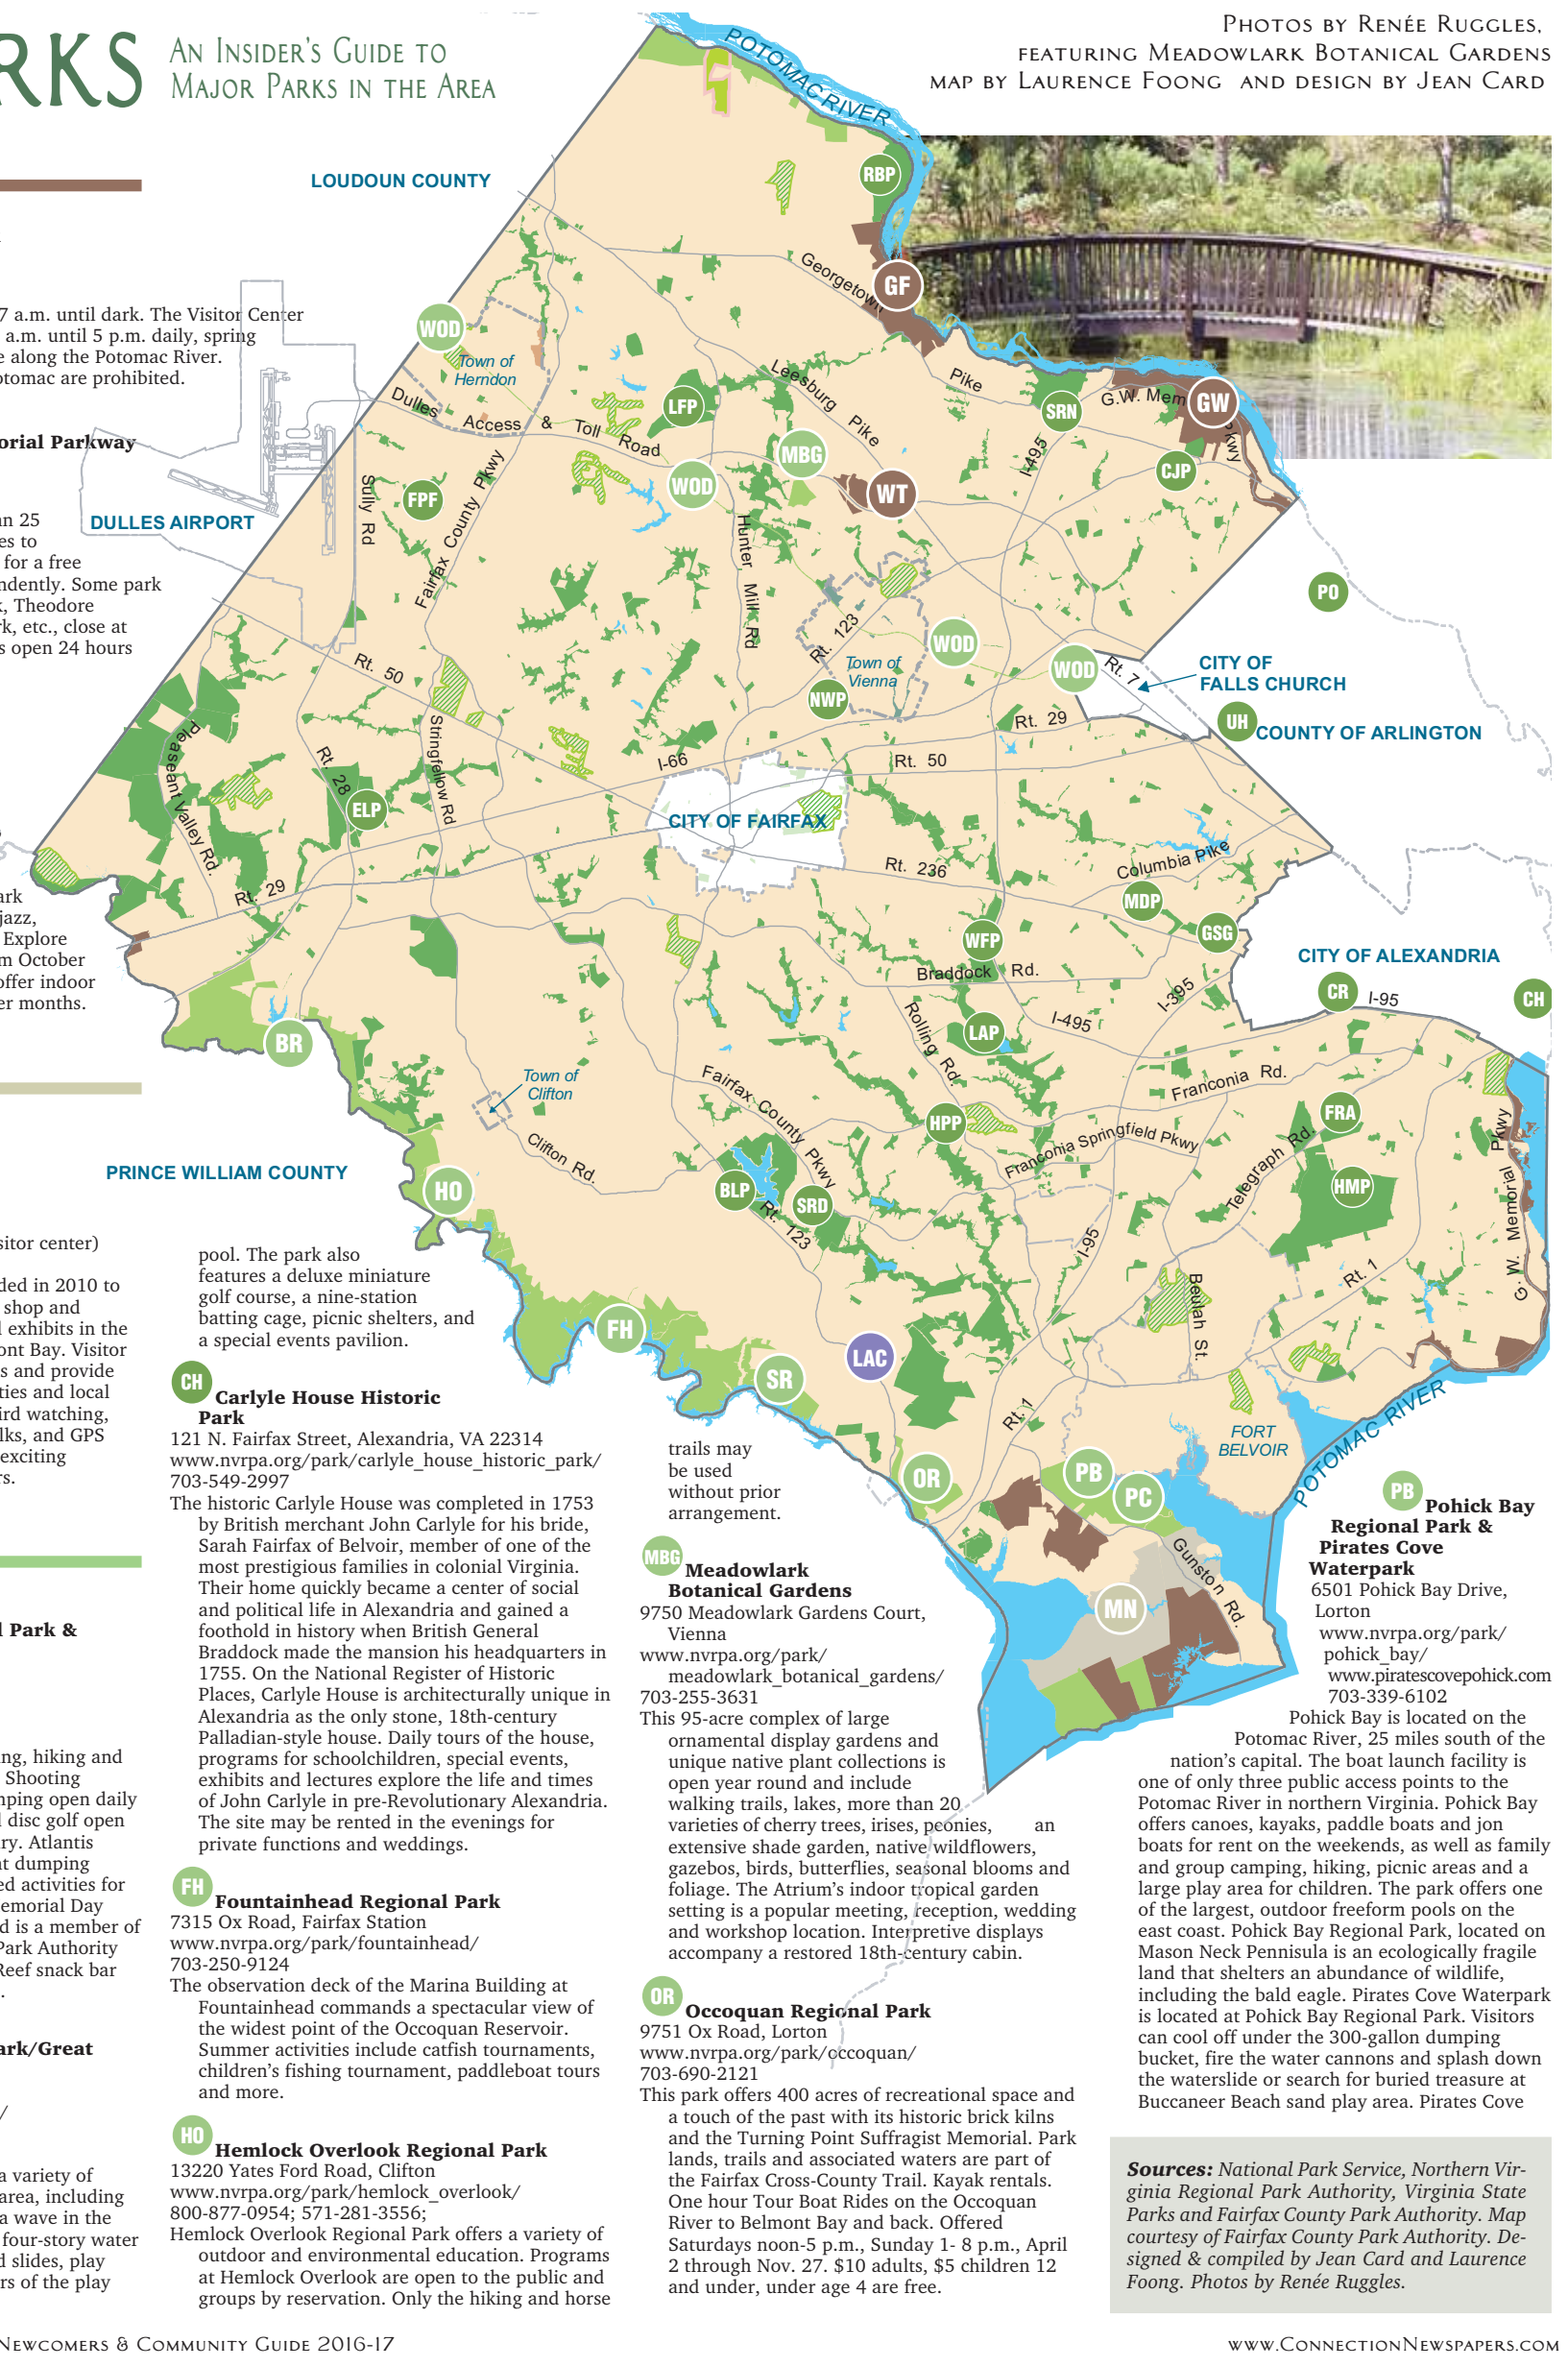 RKS
AN INSIDER'S GUIDE TO
MAJOR PARKS IN THE AREA
PHOTOS BY RENÉE RUGGLES,
FEATURING MEADOWLARK BOTANICAL GARDENS
MAP BY LAURENCE FOONG AND DESIGN BY JEAN CARD
7 a.m. until dark. The Visitor Center
a.m. until 5 p.m. daily, spring
e along the Potomac River.
otomac are prohibited.
orial Parkway
an 25
es to
for a free
ndently. Some park
k, Theodore
rk, etc., close at
s open 24 hours
ark
jazz,
Explore
m October
offer indoor
er months.
sitor center)
ded in 2010 to
shop and
l exhibits in the
ont Bay. Visitor
s and provide
ties and local
ird watching,
lks, and GPS
exciting
rs.
l Park &
ng, hiking and
Shooting
mping open daily
l disc golf open
ry. Atlantis
at dumping
ed activities for
emorial Day
d is a member of
Park Authority
Reef snack bar
.
ark/Great
/
a variety of
area, including
a wave in the
four-story water
d slides, play
rs of the play
POTOMAC RIVER
LOUDOUN COUNTY
RBP
Georgetown
GF
WOD
Town of
Herndon
Dulles
Access & Toll Road
LFP
Leesburg Pike
Pike
SRN
G.W. Mem
GW
Pkwy
I-495
CJP
MBG
WOD
WT
FPF
Sully Rd
Fairfax County Pkwy
DULLES AIRPORT
Hunter Mill Rd
PO
Rt. 123
WOD
Town of
Vienna
WOD
Rt. 7
CITY OF
FALLS CHURCH
NWP
UH
COUNTY OF ARLINGTON
Rt. 50
Rt. 29
Rt. 50
I-66
Pleasant Valley Rd.
Rt. 28
Stringfellow Rd
ELP
CITY OF FAIRFAX
Rt. 236
Columbia Pike
Rt. 29
MDP
GSG
WFP
Braddock Rd.
CITY OF ALEXANDRIA
CR
I-95
CH
I-395
I-495
Rolling Rd.
LAP
BR
Town of
Clifton
Fairfax County Pkwy
Franconia Rd.
HPP
FRA
Franconia Springfield Pkwy
Telegraph Rd.
G. W. Memorial Pkwy
Clifton Rd.
PRINCE WILLIAM COUNTY
HO
BLP
SRD
HMP
Rt. 123
I-95
Rt. 1
Beulah St.
FH
LAC
SR
Rt. 1
FORT
BELVOIR
POTOMAC RIVER
OR
PB
PC
Gunston Rd.
MN
pool. The park also
features a deluxe miniature
golf course, a nine-station
batting cage, picnic shelters, and
a special events pavilion.
CH Carlyle House Historic
Park
121 N. Fairfax Street, Alexandria, VA 22314
www.nvrpa.org/park/carlyle_house_historic_park/
703-549-2997
The historic Carlyle House was completed in 1753
by British merchant John Carlyle for his bride,
Sarah Fairfax of Belvoir, member of one of the
most prestigious families in colonial Virginia.
Their home quickly became a center of social
and political life in Alexandria and gained a
foothold in history when British General
Braddock made the mansion his headquarters in
1755. On the National Register of Historic
Places, Carlyle House is architecturally unique in
Alexandria as the only stone, 18th-century
Palladian-style house. Daily tours of the house,
programs for schoolchildren, special events,
exhibits and lectures explore the life and times
of John Carlyle in pre-Revolutionary Alexandria.
The site may be rented in the evenings for
private functions and weddings.
FH Fountainhead Regional Park
7315 Ox Road, Fairfax Station
www.nvrpa.org/park/fountainhead/
703-250-9124
The observation deck of the Marina Building at
Fountainhead commands a spectacular view of
the widest point of the Occoquan Reservoir.
Summer activities include catfish tournaments,
children's fishing tournament, paddleboat tours
and more.
HO Hemlock Overlook Regional Park
13220 Yates Ford Road, Clifton
www.nvrpa.org/park/hemlock_overlook/
800-877-0954; 571-281-3556;
Hemlock Overlook Regional Park offers a variety of
outdoor and environmental education. Programs
at Hemlock Overlook are open to the public and
groups by reservation. Only the hiking and horse
trails may
be used
without prior
arrangement.
MBG Meadowlark
Botanical Gardens
9750 Meadowlark Gardens Court,
Vienna
www.nvrpa.org/park/
meadowlark_botanical_gardens/
703-255-3631
This 95-acre complex of large
ornamental display gardens and
unique native plant collections is
open year round and include
walking trails, lakes, more than 20
varieties of cherry trees, irises, peonies, an
extensive shade garden, native wildflowers,
gazebos, birds, butterflies, seasonal blooms and
foliage. The Atrium's indoor tropical garden
setting is a popular meeting, reception, wedding
and workshop location. Interpretive displays
accompany a restored 18th-century cabin.
OR Occoquan Regional Park
9751 Ox Road, Lorton
www.nvrpa.org/park/occoquan/
703-690-2121
This park offers 400 acres of recreational space and
a touch of the past with its historic brick kilns
and the Turning Point Suffragist Memorial. Park
lands, trails and associated waters are part of
the Fairfax Cross-County Trail. Kayak rentals.
One hour Tour Boat Rides on the Occoquan
River to Belmont Bay and back. Offered
Saturdays noon-5 p.m., Sunday 1- 8 p.m., April
2 through Nov. 27. $10 adults, $5 children 12
and under, under age 4 are free.
PB Pohick Bay
Regional Park &
Pirates Cove
Waterpark
6501 Pohick Bay Drive,
Lorton
www.nvrpa.org/park/
pohick_bay/
www.piratescovepohick.com
703-339-6102
Pohick Bay is located on the
Potomac River, 25 miles south of the
nation's capital. The boat launch facility is
one of only three public access points to the
Potomac River in northern Virginia. Pohick Bay
offers canoes, kayaks, paddle boats and jon
boats for rent on the weekends, as well as family
and group camping, hiking, picnic areas and a
large play area for children. The park offers one
of the largest, outdoor freeform pools on the
east coast. Pohick Bay Regional Park, located on
Mason Neck Pennisula is an ecologically fragile
land that shelters an abundance of wildlife,
including the bald eagle. Pirates Cove Waterpark
is located at Pohick Bay Regional Park. Visitors
can cool off under the 300-gallon dumping
bucket, fire the water cannons and splash down
the waterslide or search for buried treasure at
Buccaneer Beach sand play area. Pirates Cove
Sources: National Park Service, Northern Vir-
ginia Regional Park Authority, Virginia State
Parks and Fairfax County Park Authority. Map
courtesy of Fairfax County Park Authority. De-
signed & compiled by Jean Card and Laurence
Foong. Photos by Renée Ruggles.
NEWCOMERS & COMMUNITY GUIDE 2016-17
WWW.CONNECTIONNEWSPAPERS.COM